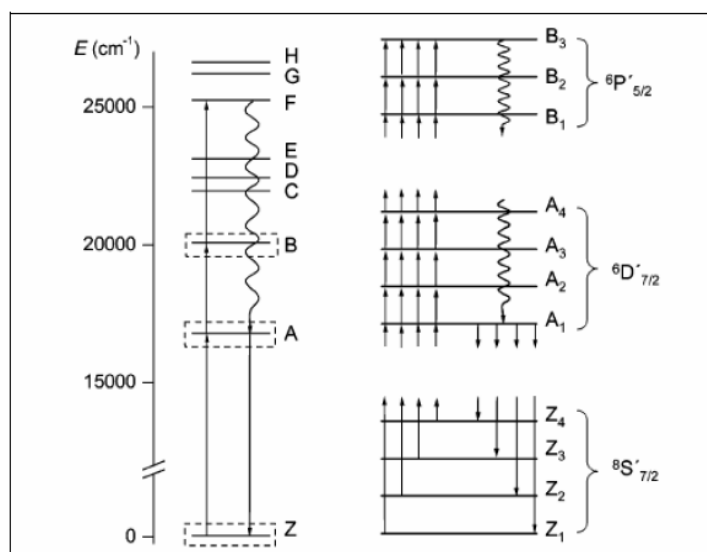 E (cm⁻¹)
H
G
25000
F
E
D
C
20000
B
A
15000
Z
0
B₃
B₂
⁶P´₅/₂
B₁
A₄
A₃
⁶D´₇/₂
A₂
A₁
Z₄
Z₃
⁸S´₇/₂
Z₂
Z₁